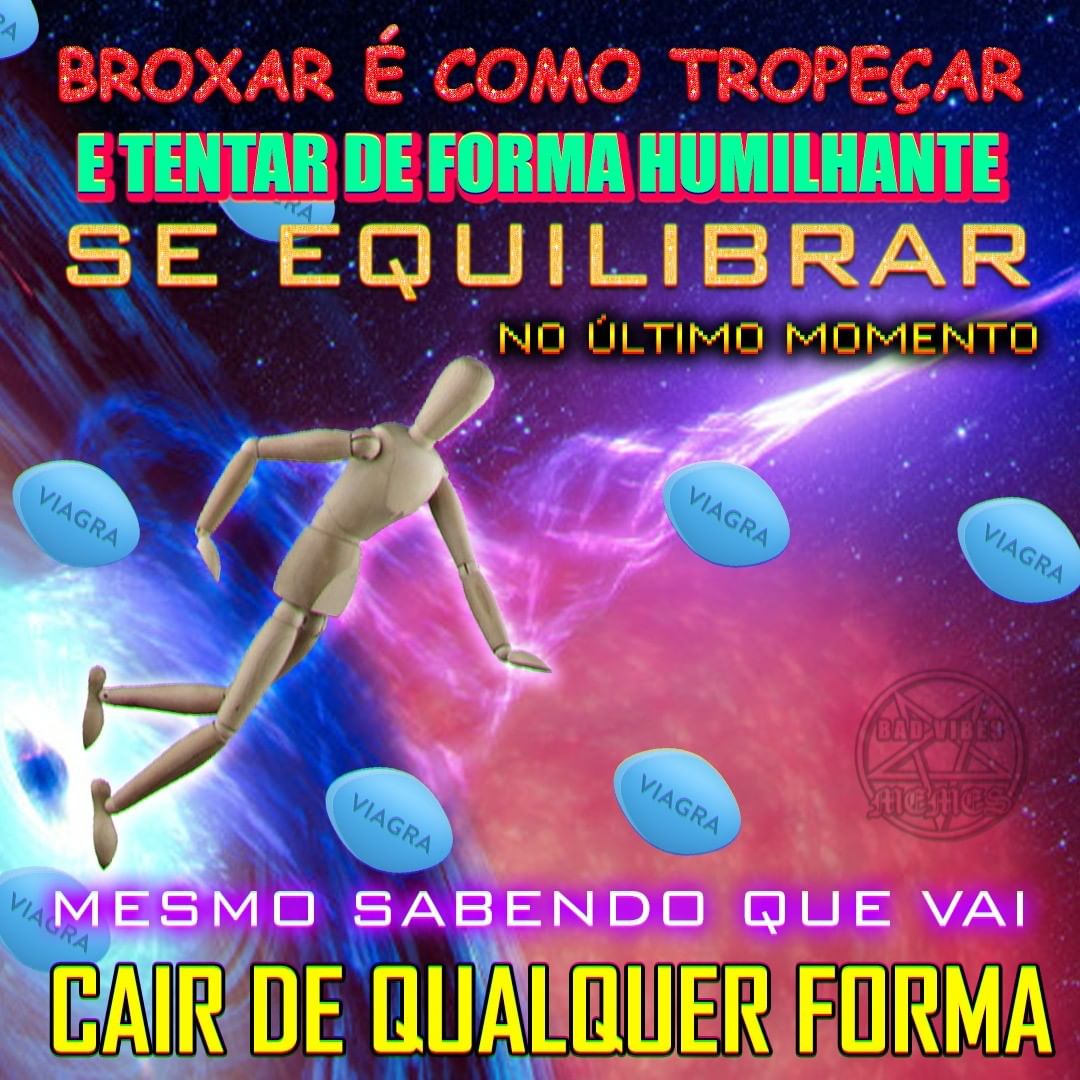 BROXAR É COMO TROPEÇAR
E TENTAR DE FORMA HUMILHANTE
SE EQUILIBRAR
NO ÚLTIMO MOMENTO
VIAGRA
VIAGRA
VIAGRA
BAD VIBES
MEMES
VIAGRA
VIAGRA
VIAGRA
MESMO SABENDO QUE VAI
CAIR DE QUALQUER FORMA